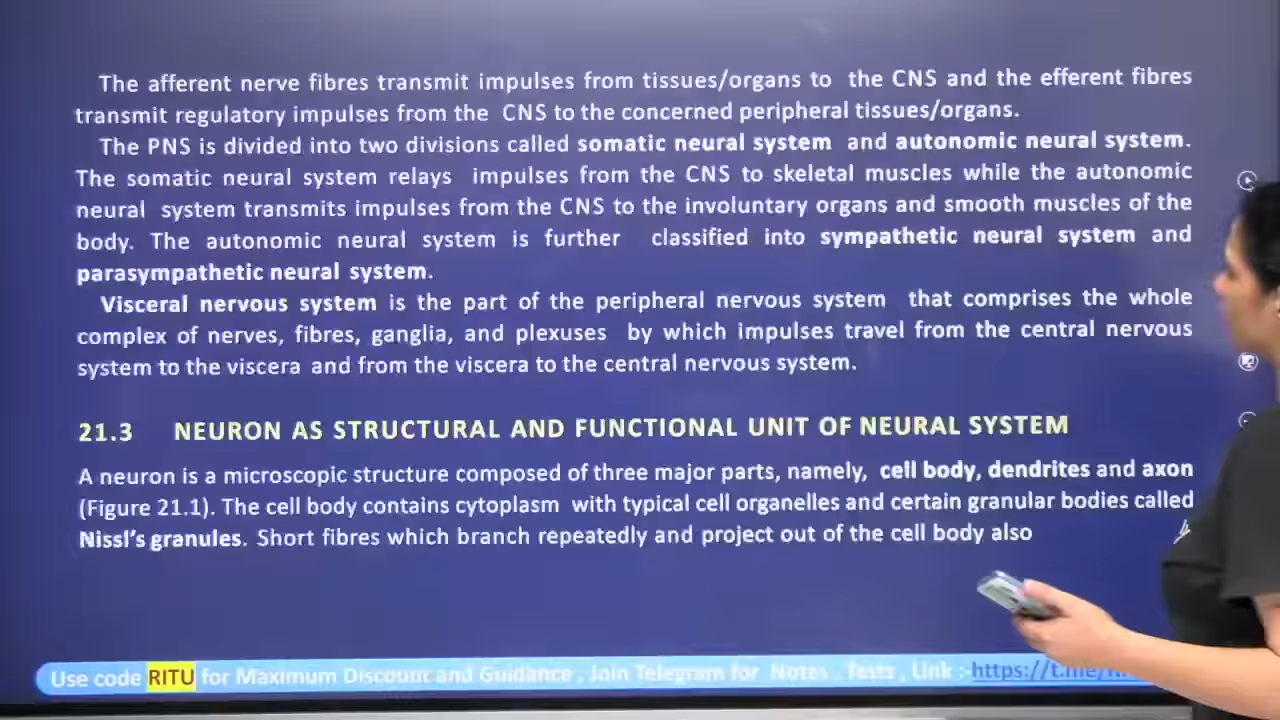 The afferent nerve fibres transmit impulses from tissues/organs to the CNS and the efferent fibres
transmit regulatory impulses from the CNS to the concerned peripheral tissues/organs.
The PNS is divided into two divisions called somatic neural system and autonomic neural system.
The somatic neural system relays impulses from the CNS to skeletal muscles while the autonomic
neural system transmits impulses from the CNS to the involuntary organs and smooth muscles of the
body. The autonomic neural system is further classified into sympathetic neural system and
parasympathetic neural system.
Visceral nervous system is the part of the peripheral nervous system that comprises the whole
complex of nerves, fibres, ganglia, and plexuses by which impulses travel from the central nervous
system to the viscera and from the viscera to the central nervous system.
21.3 NEURON AS STRUCTURAL AND FUNCTIONAL UNIT OF NEURAL SYSTEM
A neuron is a microscopic structure composed of three major parts, namely, cell body, dendrites and axon
(Figure 21.1). The cell body contains cytoplasm with typical cell organelles and certain granular bodies called
Nissl’s granules. Short fibres which branch repeatedly and project out of the cell body also
Use code RITU for Maximum Discount and Guidance , Join Telegram for Notes , Tests , Link :- https://t.me/